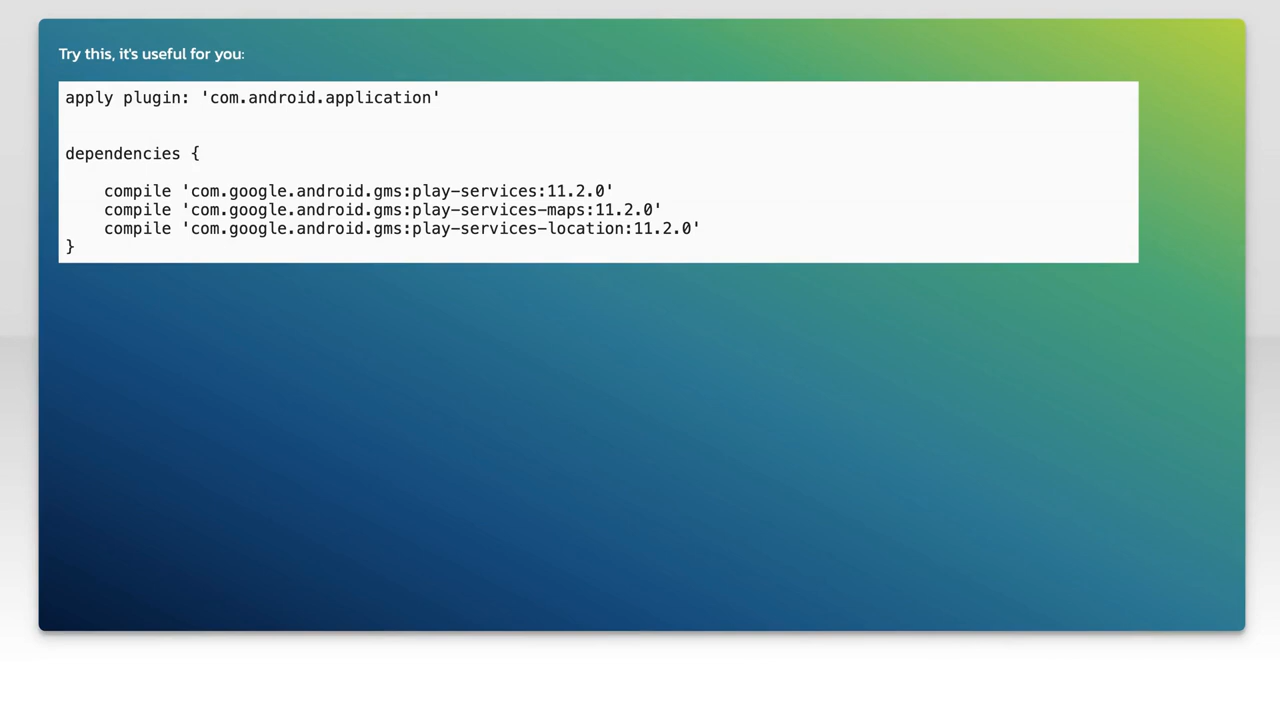 Try this, it's useful for you:
apply plugin: 'com.android.application'
dependencies {
    compile 'com.google.android.gms:play-services:11.2.0'
    compile 'com.google.android.gms:play-services-maps:11.2.0'
    compile 'com.google.android.gms:play-services-location:11.2.0'
}